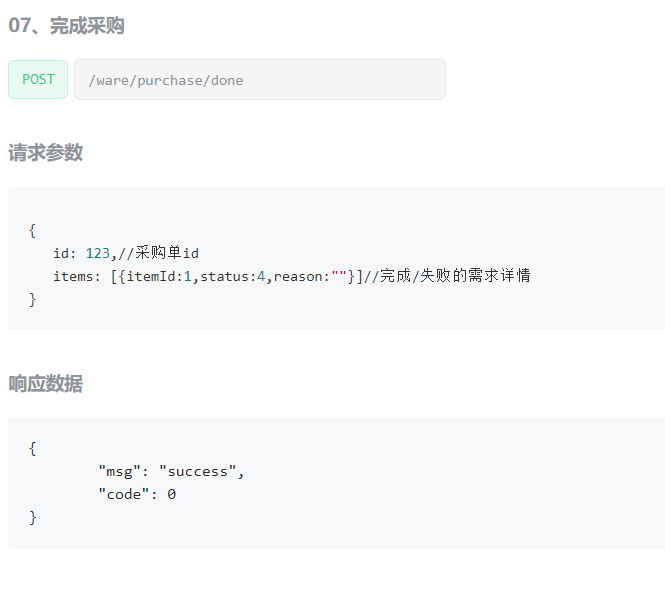 07、完成采购
POST /ware/purchase/done
请求参数
{
id: 123,//采购单id
items: [{itemId:1,status:4,reason:""}]//完成/失败的需求详情
}
响应数据
{
"msg": "success",
"code": 0
}